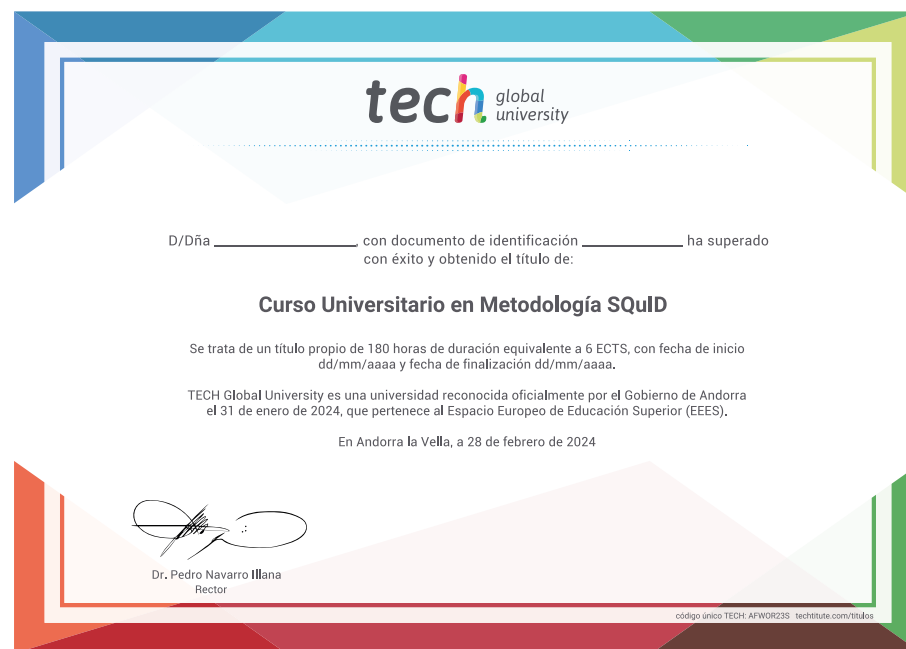 tech global university
D/Dña ______________, con documento de identificación __________ ha superado
con éxito y obtenido el título de:
Curso Universitario en Metodología SQuID
Se trata de un título propio de 180 horas de duración equivalente a 6 ECTS, con fecha de inicio
dd/mm/aaaa y fecha de finalización dd/mm/aaaa.
TECH Global University es una universidad reconocida oficialmente por el Gobierno de Andorra
el 31 de enero de 2024, que pertenece al Espacio Europeo de Educación Superior (EEES).
En Andorra la Vella, a 28 de febrero de 2024
Dr. Pedro Navarro Illana
Rector
código único TECH: AFWOR23S techtitute.com/titulos